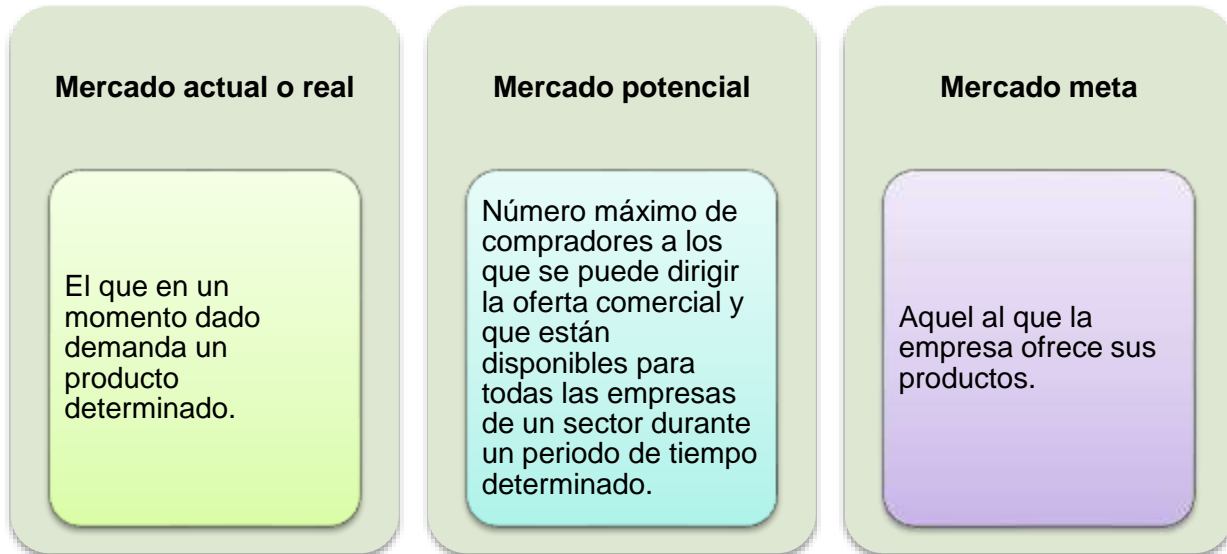 Mercado actual o real
El que en un
momento dado
demanda un
producto
determinado.
Mercado potencial
Número máximo de
compradores a los
que se puede dirigir
la oferta comercial y
que están
disponibles para
todas las empresas
de un sector durante
un periodo de tiempo
determinado.
Mercado meta
Aquel al que la
empresa ofrece sus
productos.